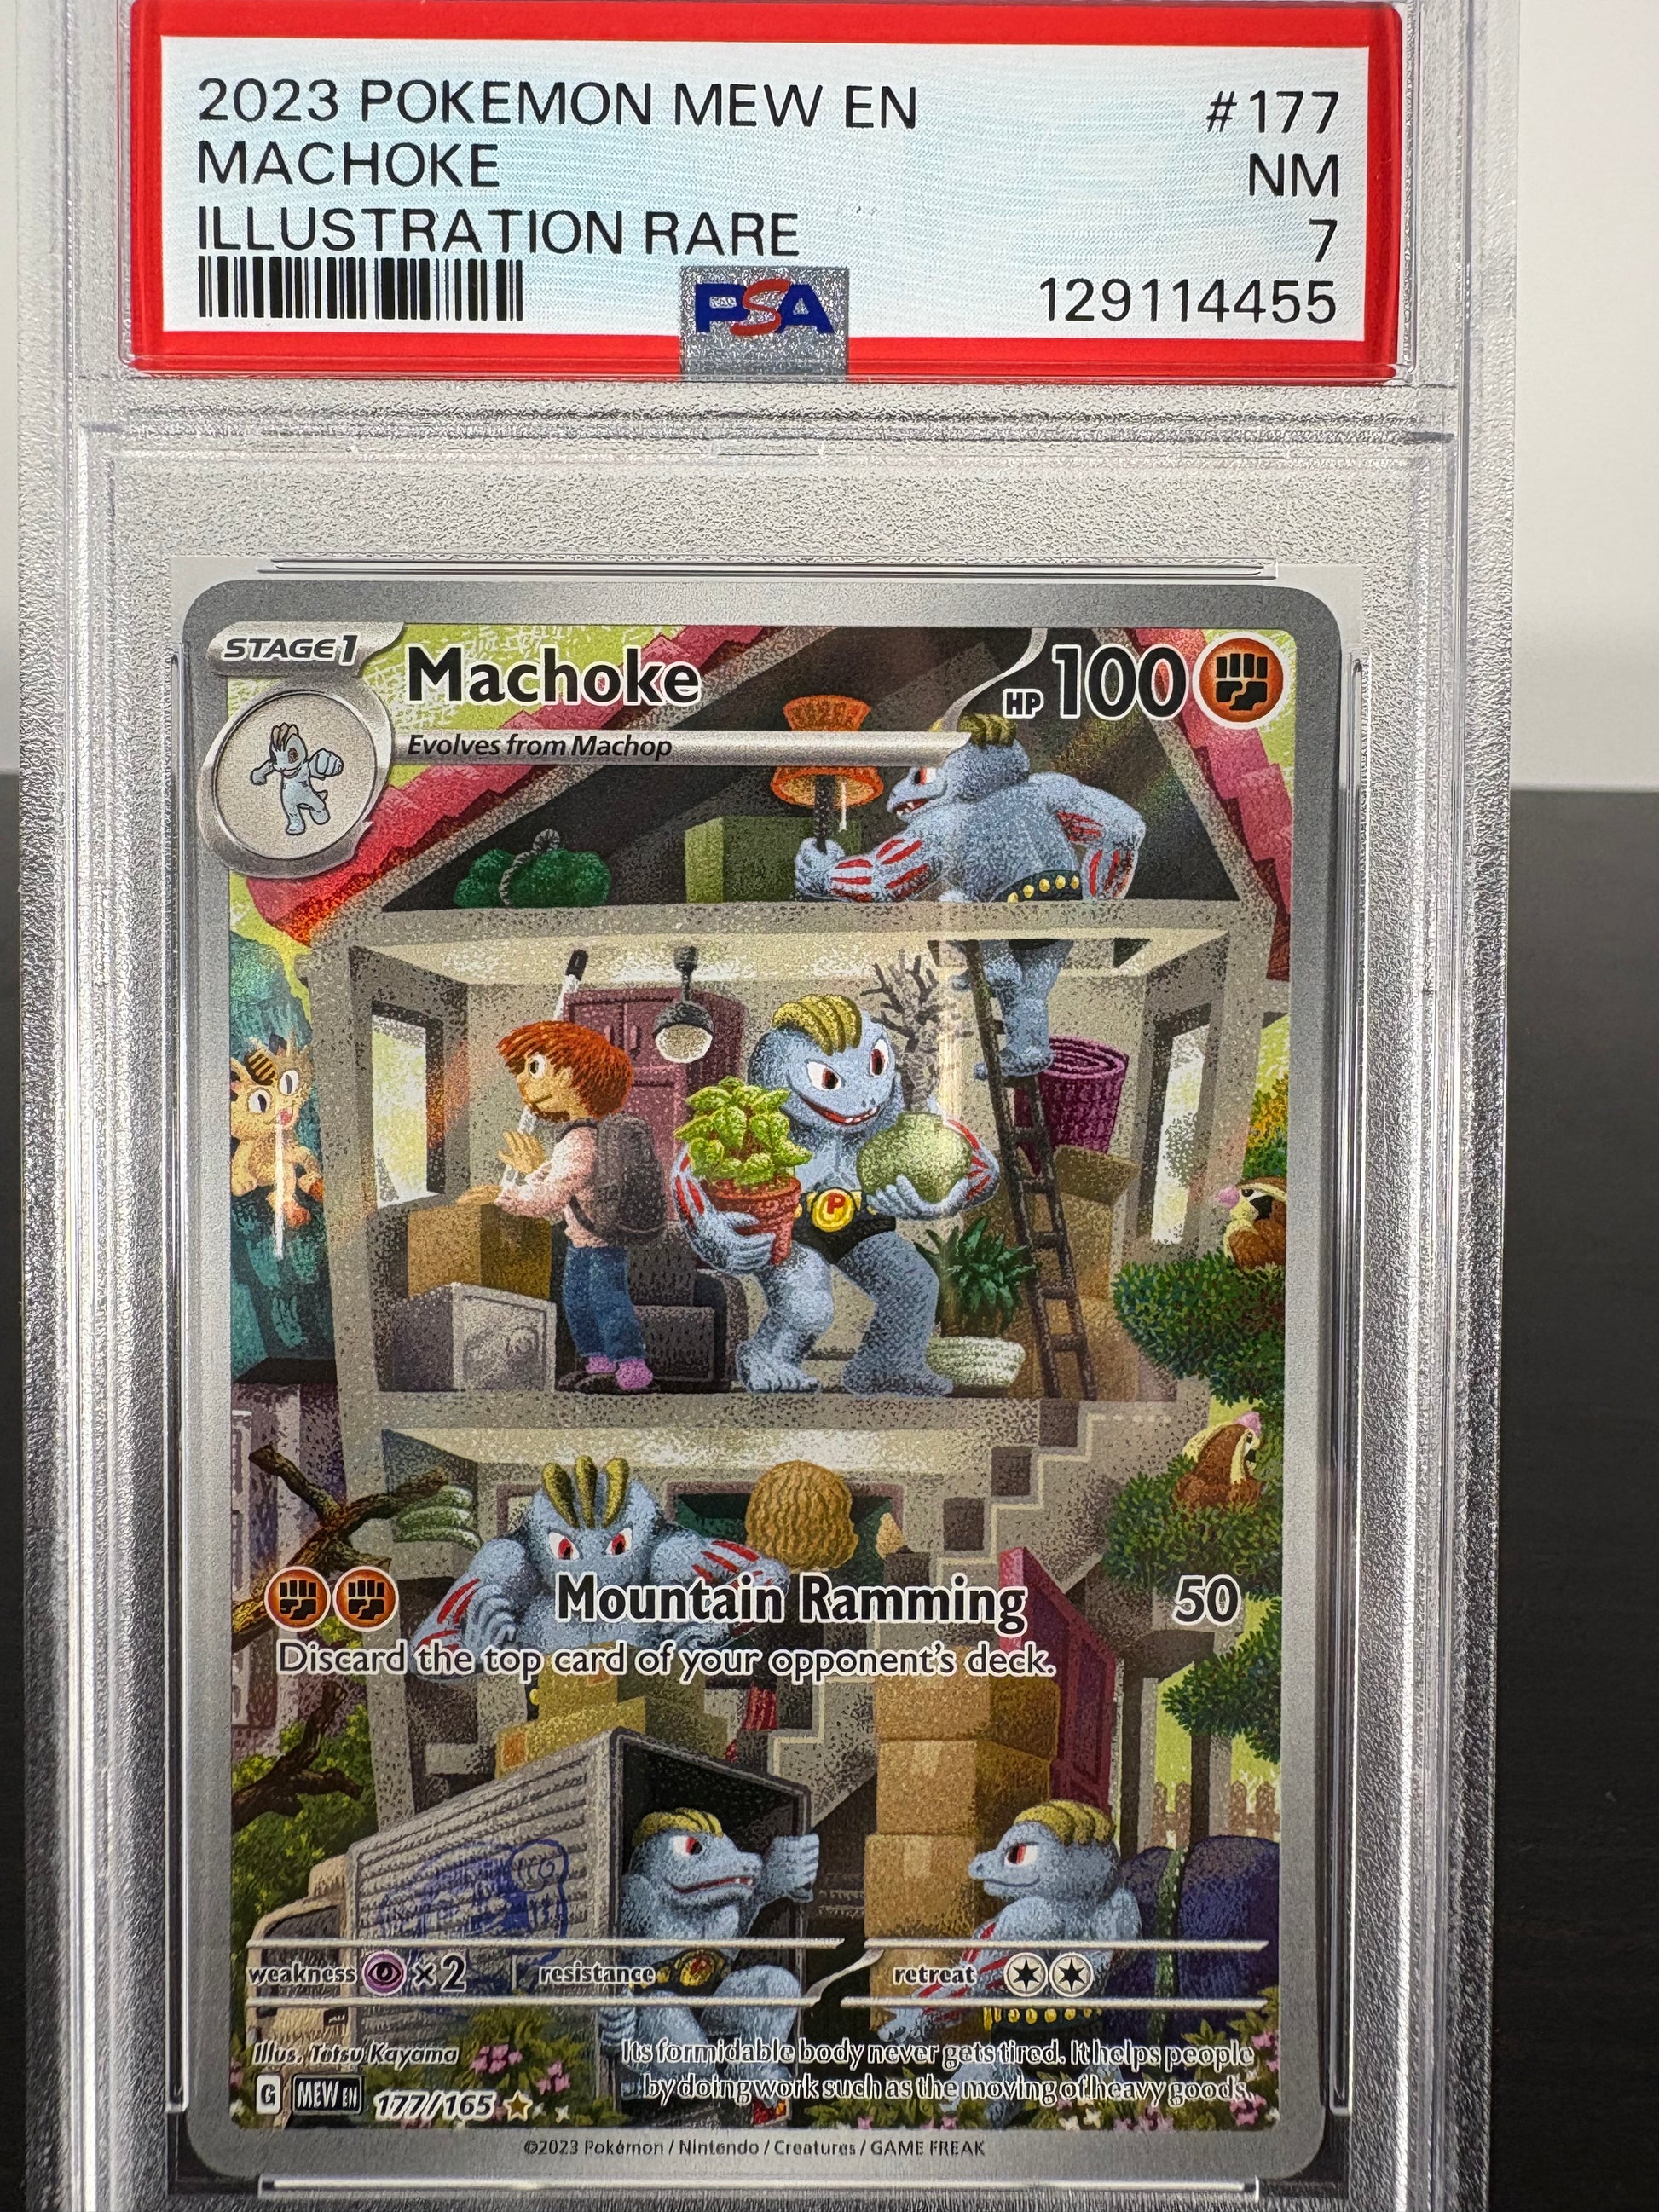 2023 POKEMON MEW EN #177
MACHOKE NM
ILLUSTRATION RARE 7
PSA 129114455
STAGE1
Machoke HP 100
Evolves from Machop
P
Mountain Ramming 50
Discard the top card of your opponent's deck.
weakness ×2 resistance retreat
Illus. Tetsu Kayama
Its formidable body never gets tired. It helps people
by doing work such as the moving of heavy goods.
G MEW EN 177/165
©2023 Pokémon / Nintendo / Creatures / GAME FREAK